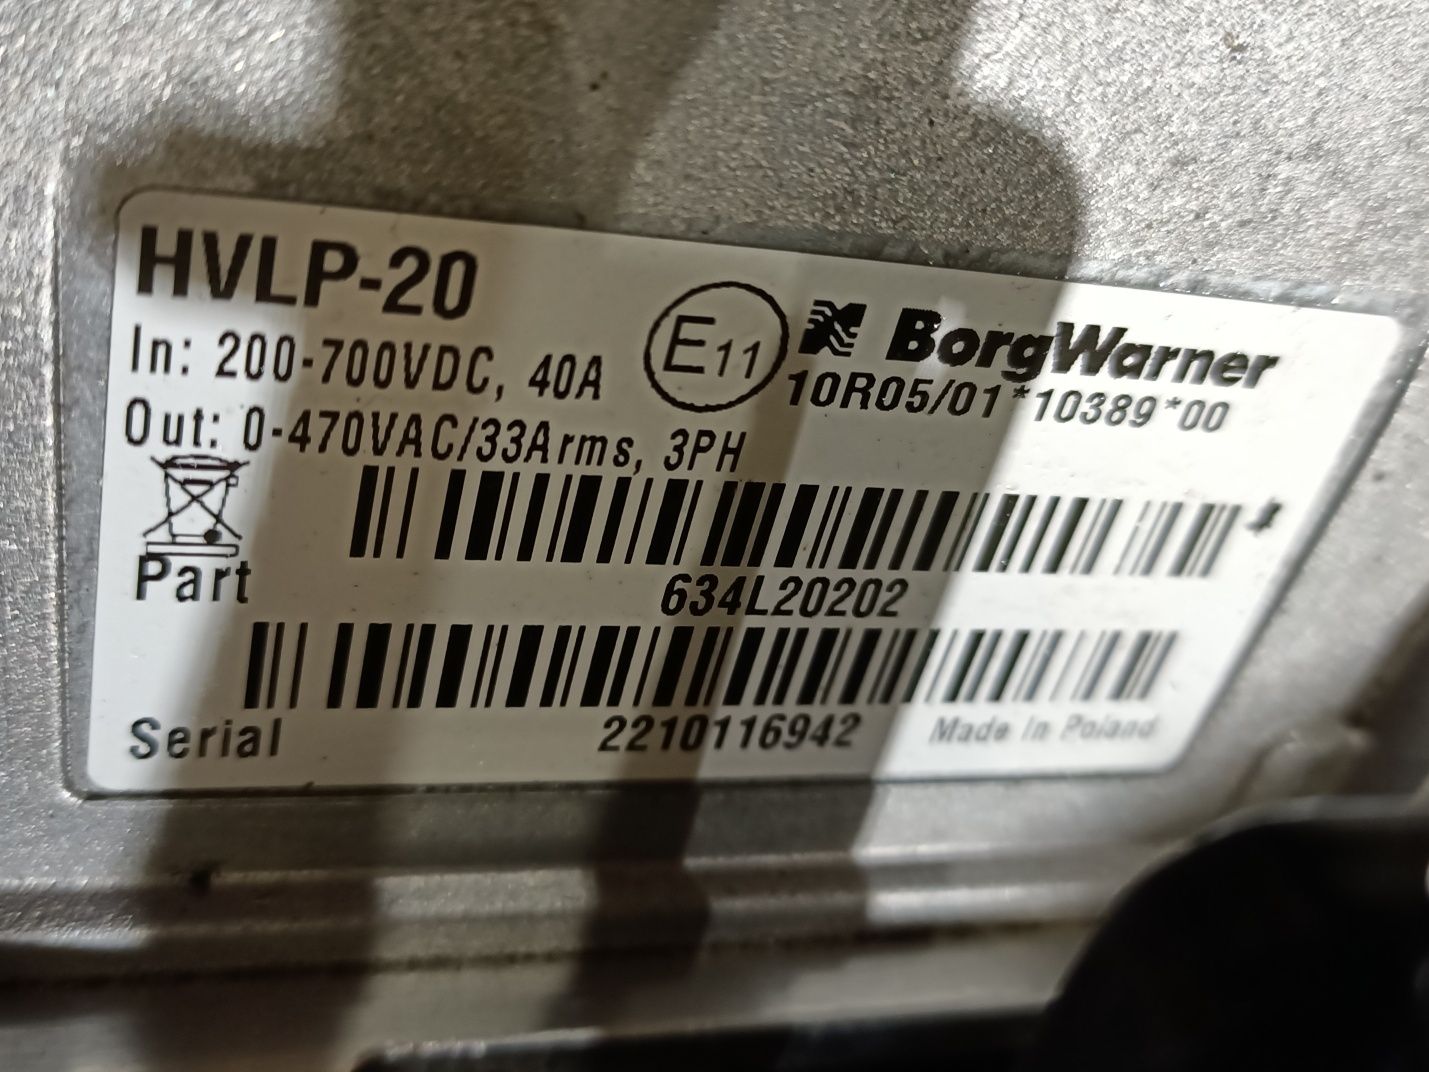 HVLP-20
In: 200-700VDC, 40A
Out: 0-470VAC/33Arms, 3PH
E11
BorgWarner
10R05/01*10389*00
Part
634L20202
Serial
2210116942
Made In Poland